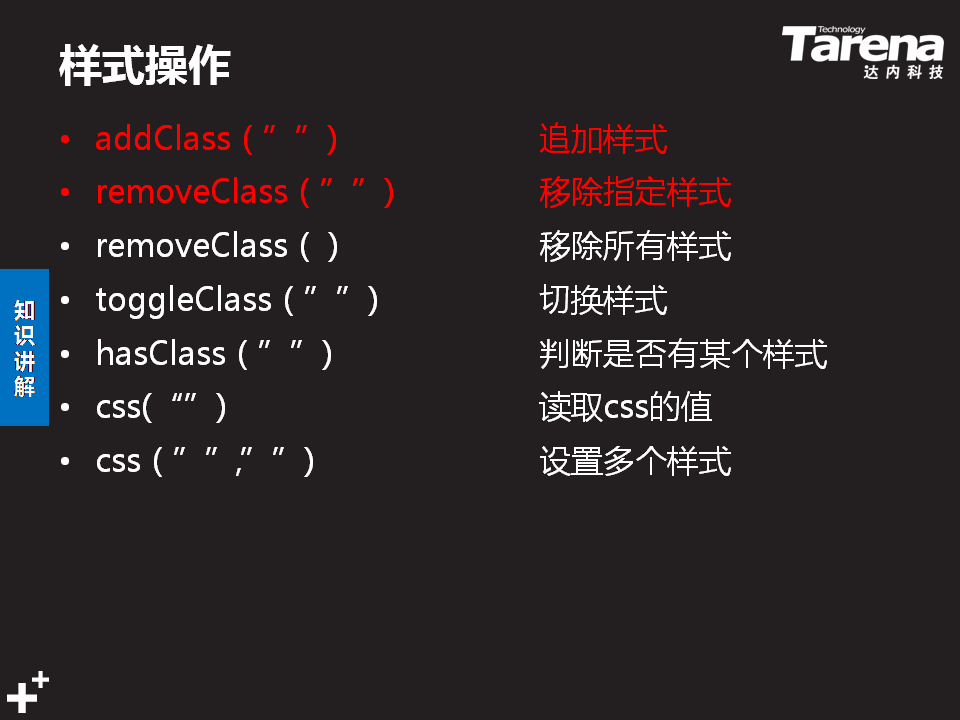 样式操作
Technology
Tarena
达内科技
addClass（””） 追加样式
removeClass（””） 移除指定样式
removeClass（ ） 移除所有样式
toggleClass（””） 切换样式
hasClass（””） 判断是否有某个样式
css(“”） 读取css的值
css（””,””） 设置多个样式
知识讲解